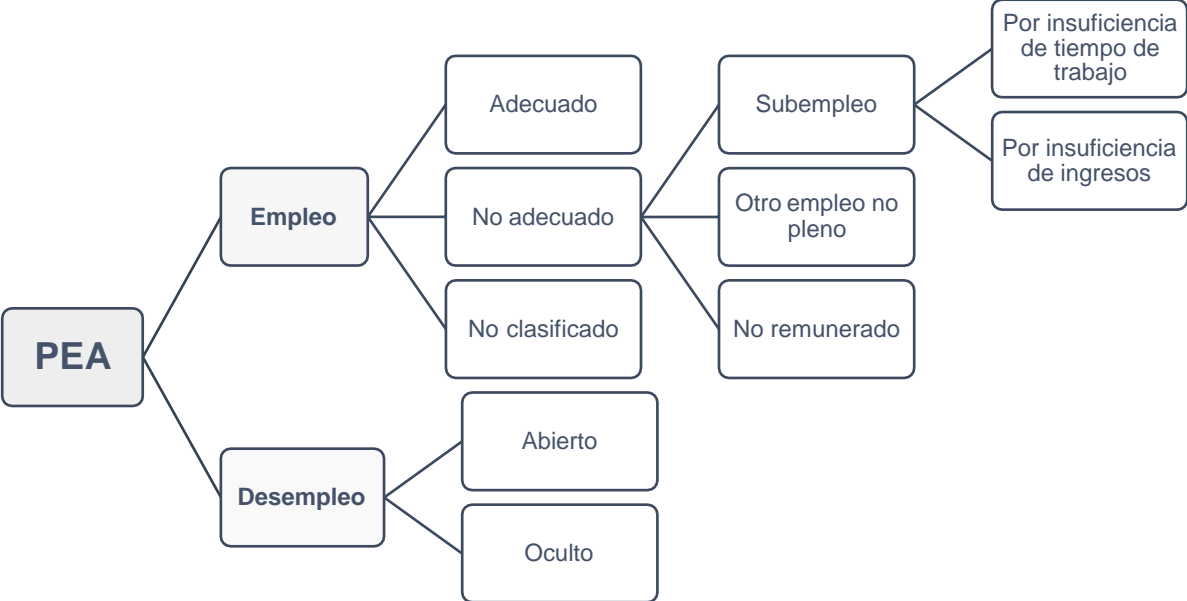 PEA
Empleo
Adecuado
No adecuado
Subempleo
Por insuficiencia
de tiempo de
trabajo
Por insuficiencia
de ingresos
Otro empleo no
pleno
No remunerado
No clasificado
Desempleo
Abierto
Oculto